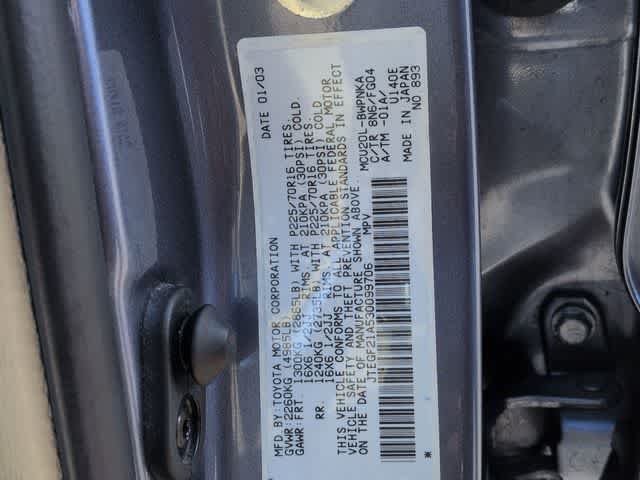 MFD BY:TOYOTA MOTOR CORPORATION DATE 01/03
GVWR:2260KG (4985LB)
GAWR:FRT. 1300KG (2865LB) WITH P225/70R16 TIRES.
16X6 1/2JJ RIMS, AT 210KPA (30PSI) COLD.
RR. 1240KG (2735LB) WITH P225/70R16 TIRES.
16X6 1/2JJ RIMS, AT 210KPA (30PSI) COLD.
THIS VEHICLE CONFORMS TO ALL APPLICABLE FEDERAL MOTOR
VEHICLE SAFETY AND THEFT PREVENTION STANDARDS IN EFFECT
ON THE DATE OF MANUFACTURE SHOWN ABOVE.
JTEGF21A530099706 MPV
MCU20L-BWPNKA
C/TR 8N6/FG04
A/TM -01A/ U140E
MADE IN JAPAN
NO 893